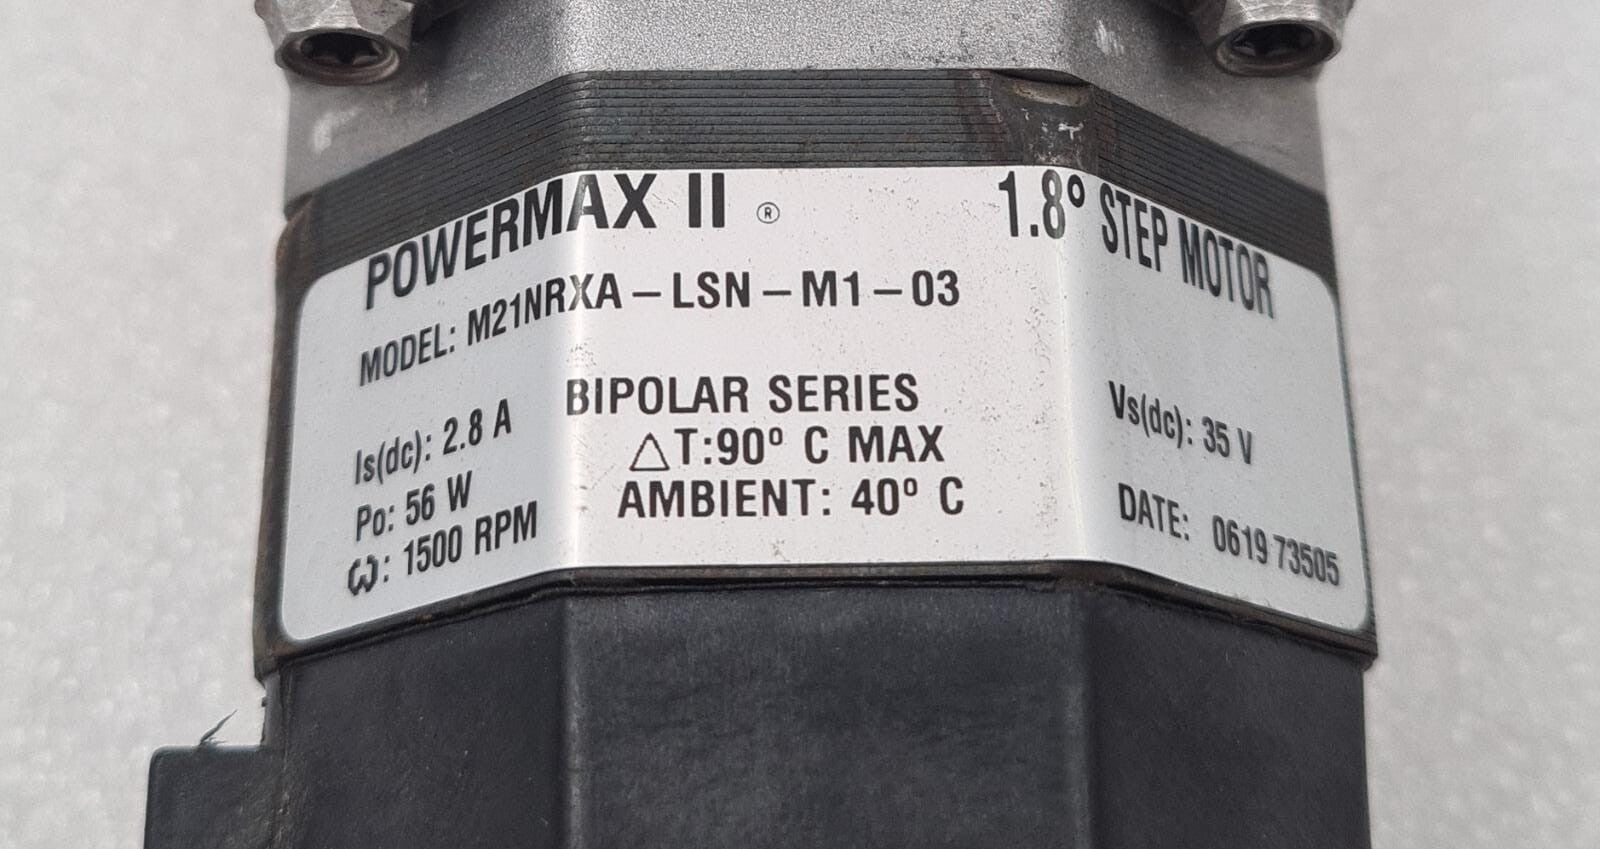 POWERMAX II ® 1.8° STEP MOTOR
MODEL: M21NRXA-LSN-M1-03
BIPOLAR SERIES
Is(dc): 2.8 A △T:90° C MAX Vs(dc): 35 V
Po: 56 W AMBIENT: 40° C DATE: 0619 73505
ω: 1500 RPM